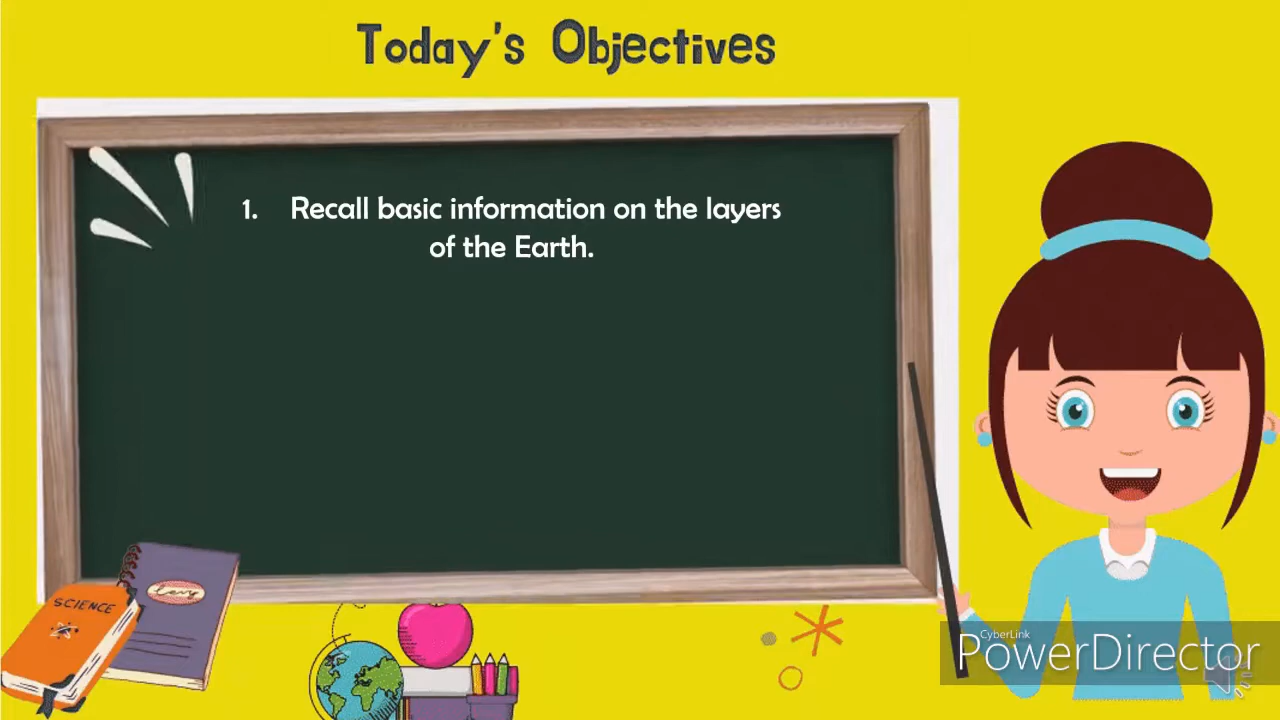 Today's Objectives
1. Recall basic information on the layers
of the Earth.
SCIENCE
CyberLink
PowerDirector